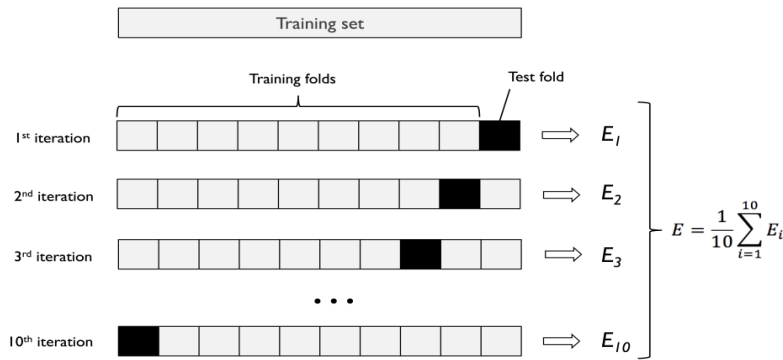 Training set
Training folds
Test fold
1st iteration
E1
2nd iteration
E2
3rd iteration
E3
E = 1/10 ∑ i=1 10 Ei
• • •
10th iteration
E10